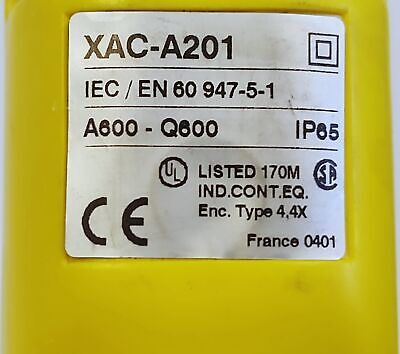 XAC-A201
IEC / EN 60 947-5-1
A600 - Q600 IP65
UL LISTED 170M SA
IND.CONT.EQ.
Enc. Type 4,4X
CE
France 0401